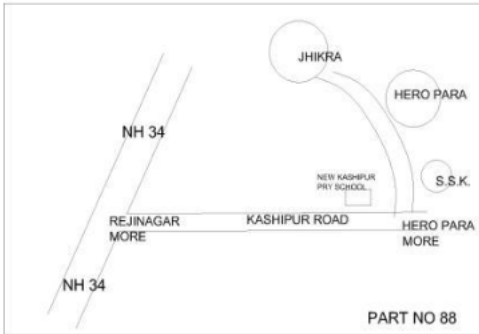 JHIKRA
HERO PARA
NH 34
NEW KASHIPUR
PRY SCHOOL
S.S.K.
REJINAGAR
MORE
KASHIPUR ROAD
HERO PARA
MORE
NH 34
PART NO 88